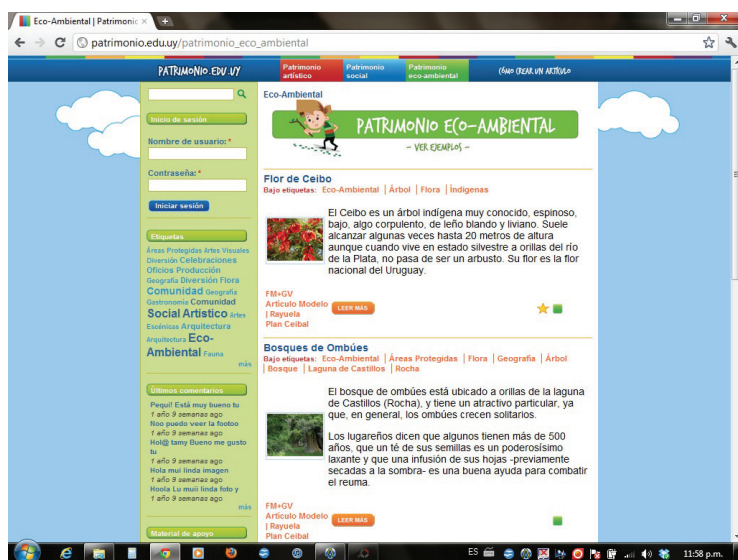 Eco-Ambiental | Patrimonic
patrimonio.edu.uy/patrimonio_eco_ambiental
PATRIMONIO.EDU.UY
Patrimonio artístico
Patrimonio social
Patrimonio eco-ambiental
CÓMO CREAR UN ARTÍCULO
Inicio de sesión
Nombre de usuario: *
Contraseña: *
Iniciar sesión
Etiquetas
Áreas Protegidas Artes Visuales
Diversión Celebraciones
Oficios Producción
Geografia Diversión Flora
Comunidad Geografía
Gastronomía Comunidad
Social Artístico Artes
Escénicas Arquitectura
Arquitectura Eco-
Ambiental Fauna
más
Últimos comentarios
Pequi! Está muy bueno tu
1 año 9 semanas ago
Noo puedo veer la footoo
1 año 9 semanas ago
Hol@ tamy Bueno me gusto
tu
1 año 9 semanas ago
Hola mui linda imagen
1 año 9 semanas ago
Hoola Lu muii linda foto y
1 año 9 semanas ago
más
Material de apoyo
Eco-Ambiental
PATRIMONIO ECO-AMBIENTAL
- VER EJEMPLOS -
Flor de Ceibo
Bajo etiquetas: Eco-Ambiental | Árbol | Flora | Índigenas
El Ceibo es un árbol indígena muy conocido, espinoso,
bajo, algo corpulento, de leño blando y liviano. Suele
alcanzar algunas veces hasta 20 metros de altura
aunque cuando vive en estado silvestre a orillas del río
de la Plata, no pasa de ser un arbusto. Su flor es la flor
nacional del Uruguay.
FM+GV
Artículo Modelo
| Rayuela
Plan Ceibal
LEER MÁS
Bosques de Ombúes
Bajo etiquetas: Eco-Ambiental | Áreas Protegidas | Flora | Geografía | Árbol
| Bosque | Laguna de Castillos | Rocha
El bosque de ombúes está ubicado a orillas de la laguna
de Castillos (Rocha), y tiene un atractivo particular, ya
que, en general, los ombúes crecen solitarios.
Los lugareños dicen que algunos tienen más de 500
años, que un té de sus semillas es un poderosísimo
laxante y que una infusión de sus hojas -previamente
secadas a la sombra- es una buena ayuda para combatir
el reuma.
FM+GV
Artículo Modelo
| Rayuela
Plan Ceibal
LEER MÁS
ES
11:58 p.m.